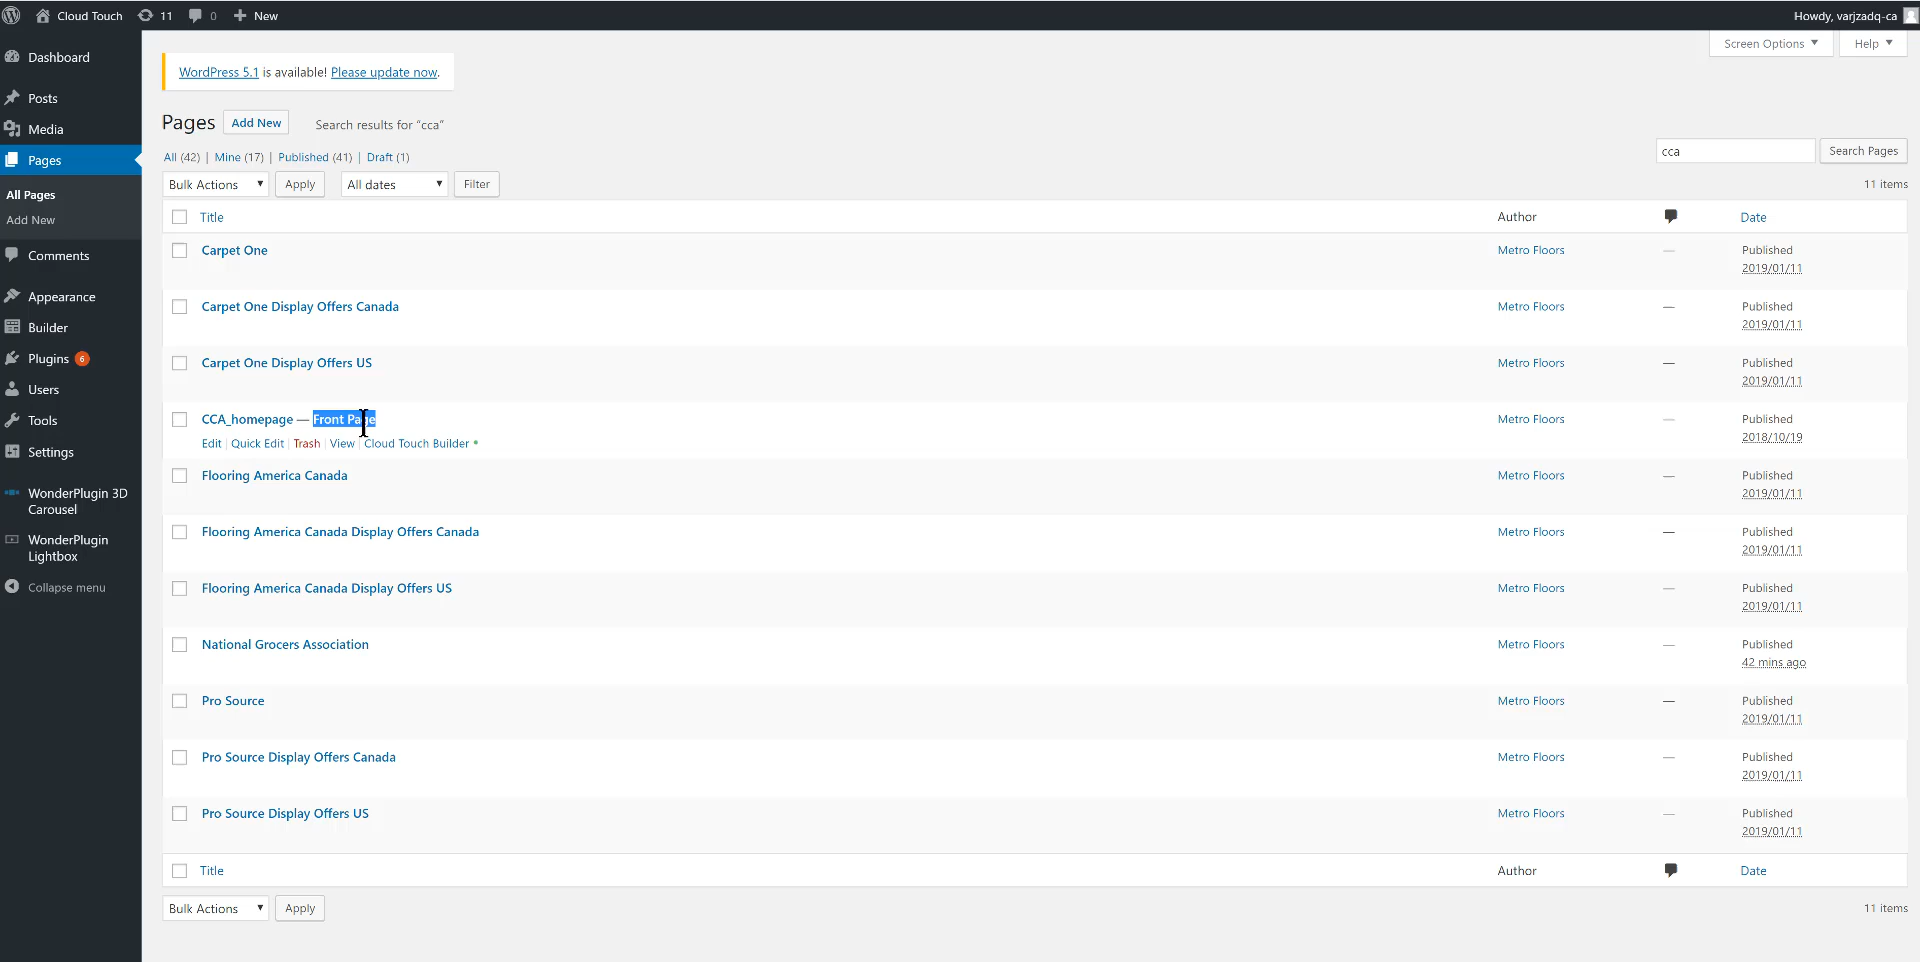 Cloud Touch 11 0 New Howdy, varjzadq-ca
Screen Options ▼ Help ▼
Dashboard
Posts
Media
Pages
All Pages
Add New
Comments
Appearance
Builder
Plugins 6
Users
Tools
Settings
WonderPlugin 3D
Carousel
WonderPlugin
Lightbox
Collapse menu
WordPress 5.1 is available! Please update now.
Pages Add New Search results for “cca”
All (42) | Mine (17) | Published (41) | Draft (1)
cca Search Pages
Bulk Actions ▼ Apply All dates ▼ Filter 11 items
Title Author Date
Carpet One Metro Floors — Published
2019/01/11
Carpet One Display Offers Canada Metro Floors — Published
2019/01/11
Carpet One Display Offers US Metro Floors — Published
2019/01/11
CCA_homepage — Front Page Metro Floors — Published
Edit | Quick Edit | Trash | View | Cloud Touch Builder • 2018/10/19
Flooring America Canada Metro Floors — Published
2019/01/11
Flooring America Canada Display Offers Canada Metro Floors — Published
2019/01/11
Flooring America Canada Display Offers US Metro Floors — Published
2019/01/11
National Grocers Association Metro Floors — Published
42 mins ago
Pro Source Metro Floors — Published
2019/01/11
Pro Source Display Offers Canada Metro Floors — Published
2019/01/11
Pro Source Display Offers US Metro Floors — Published
2019/01/11
Title Author Date
Bulk Actions ▼ Apply 11 items